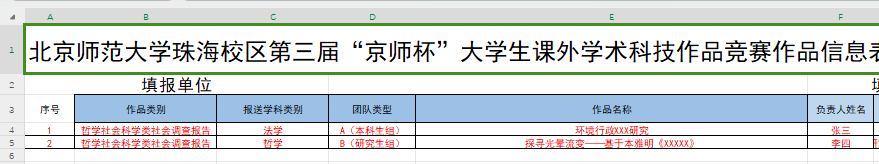 A B C D E F
1 北京师范大学珠海校区第三届“京师杯”大学生课外学术科技作品竞赛作品信息表
2 填报单位
3 序号 作品类别 报送学科类别 团队类型 作品名称 负责人姓名
4 1 哲学社会科学类社会调查报告 法学 A（本科生组） 环境行政XXX研究 张三
5 2 哲学社会科学类社会调查报告 哲学 B（研究生组） 探寻光晕流变——基于本雅明《XXXXX》 李四
6